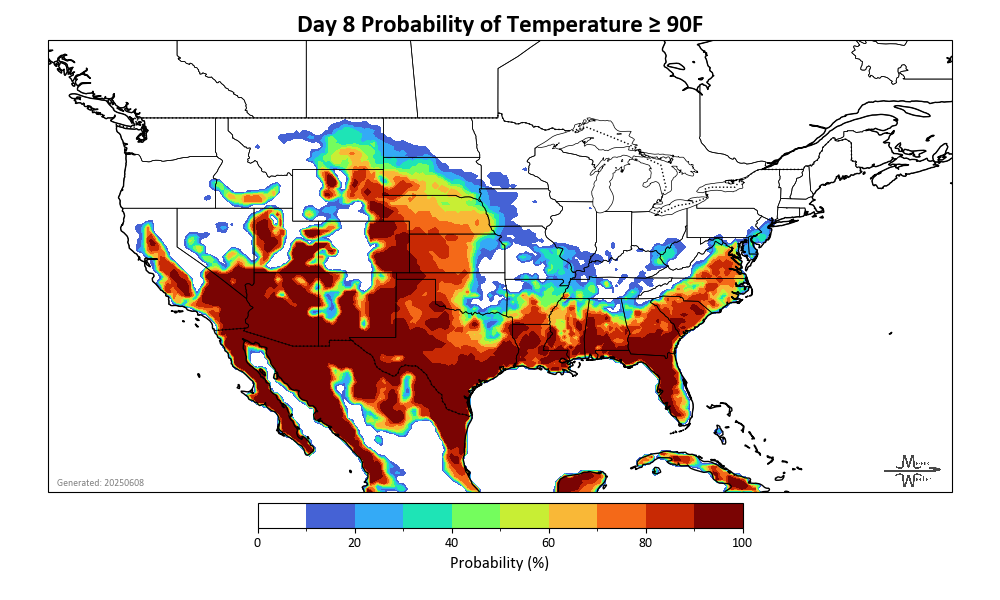 Day 8 Probability of Temperature ≥ 90F
Generated: 20250608
0 20 40 60 80 100
Probability (%)